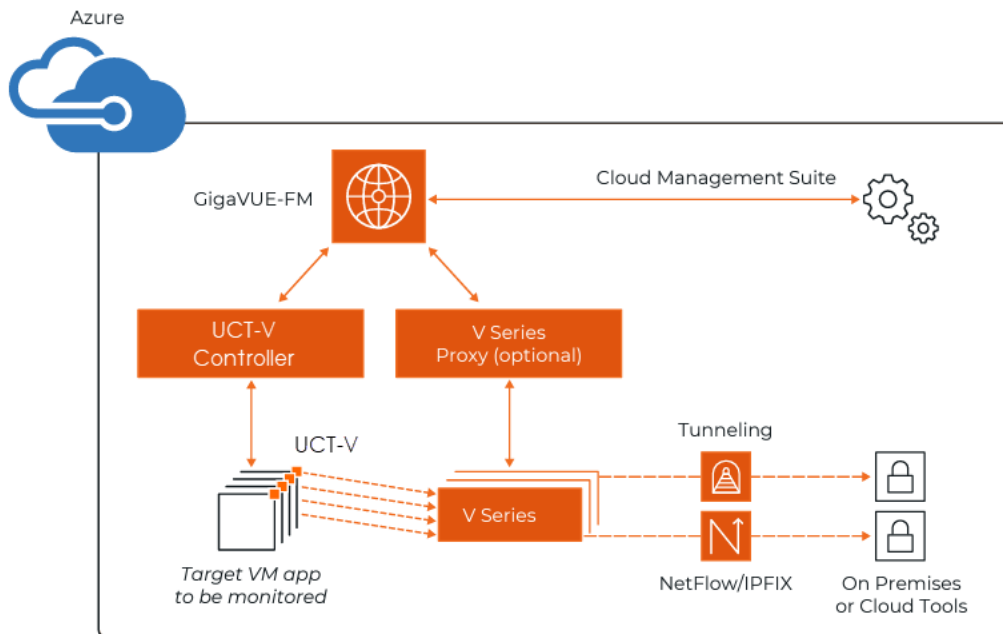 Azure
Cloud Management Suite
GigaVUE-FM
UCT-V
Controller
V Series
Proxy (optional)
UCT-V
Tunneling
V Series
Target VM app
to be monitored
NetFlow/IPFIX
On Premises
or Cloud Tools